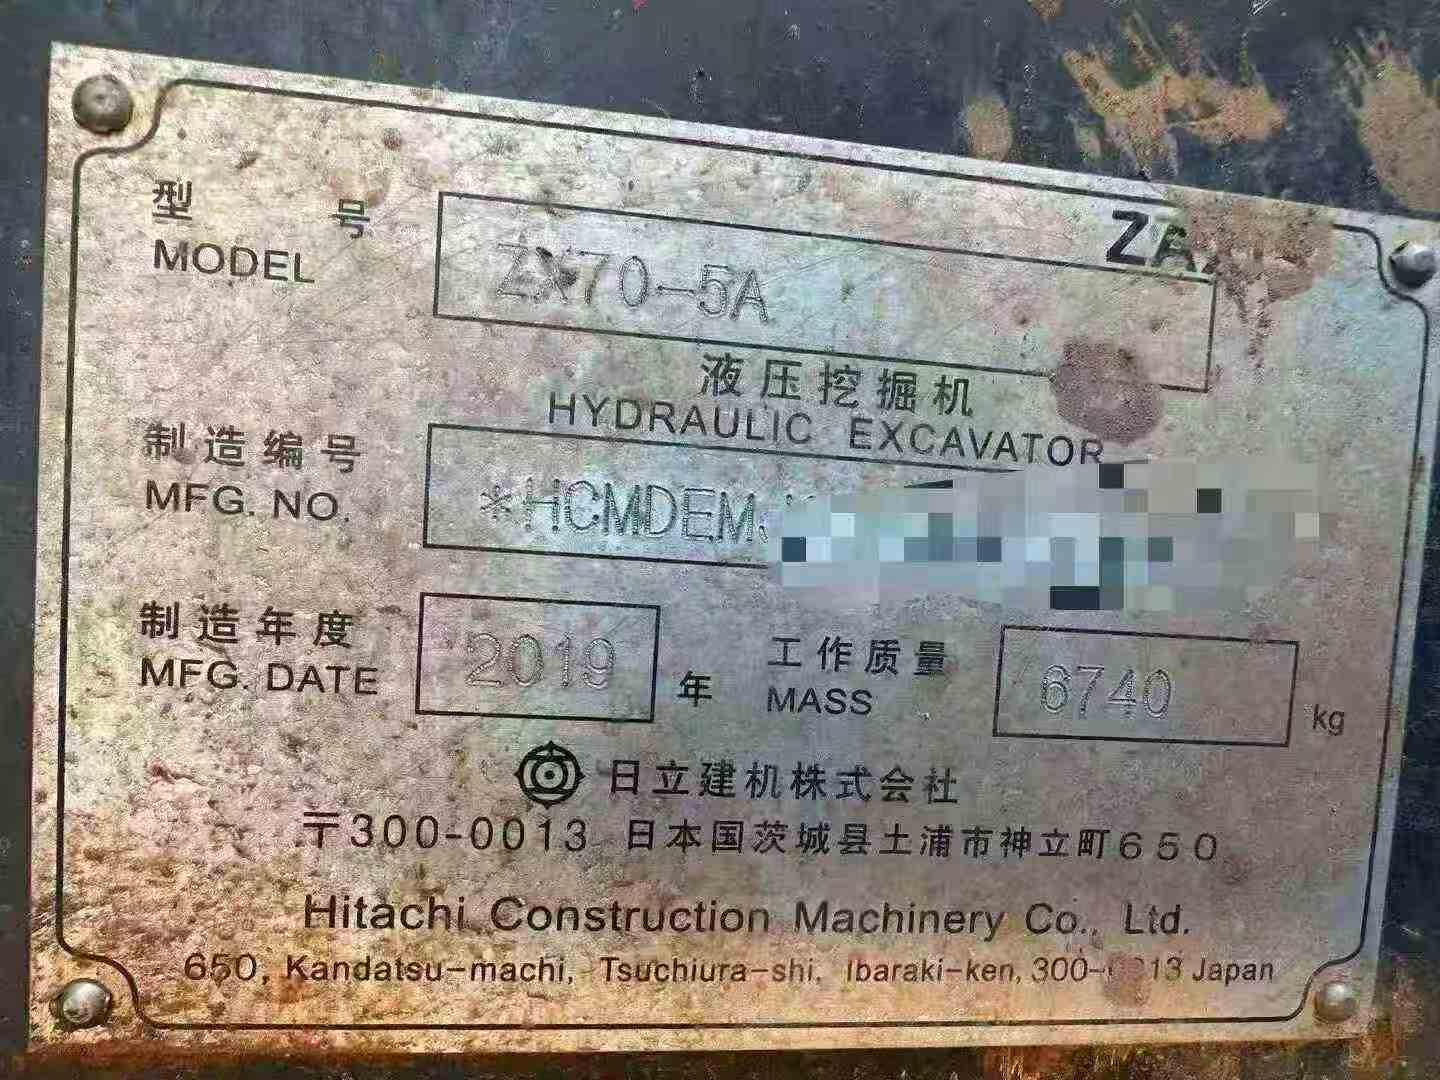 型 号
MODEL
ZX70-5A
液压挖掘机
HYDRAULIC EXCAVATOR
制造编号
MFG. NO.
*HCMDEM
制造年度
MFG. DATE
2019
年
工作质量
MASS
6740
kg
日立建机株式会社
〒300-0013 日本国茨城县土浦市神立町650
Hitachi Construction Machinery Co., Ltd.
650, Kandatsu-machi, Tsuchiura-shi, Ibaraki-ken, 300- 13 Japan